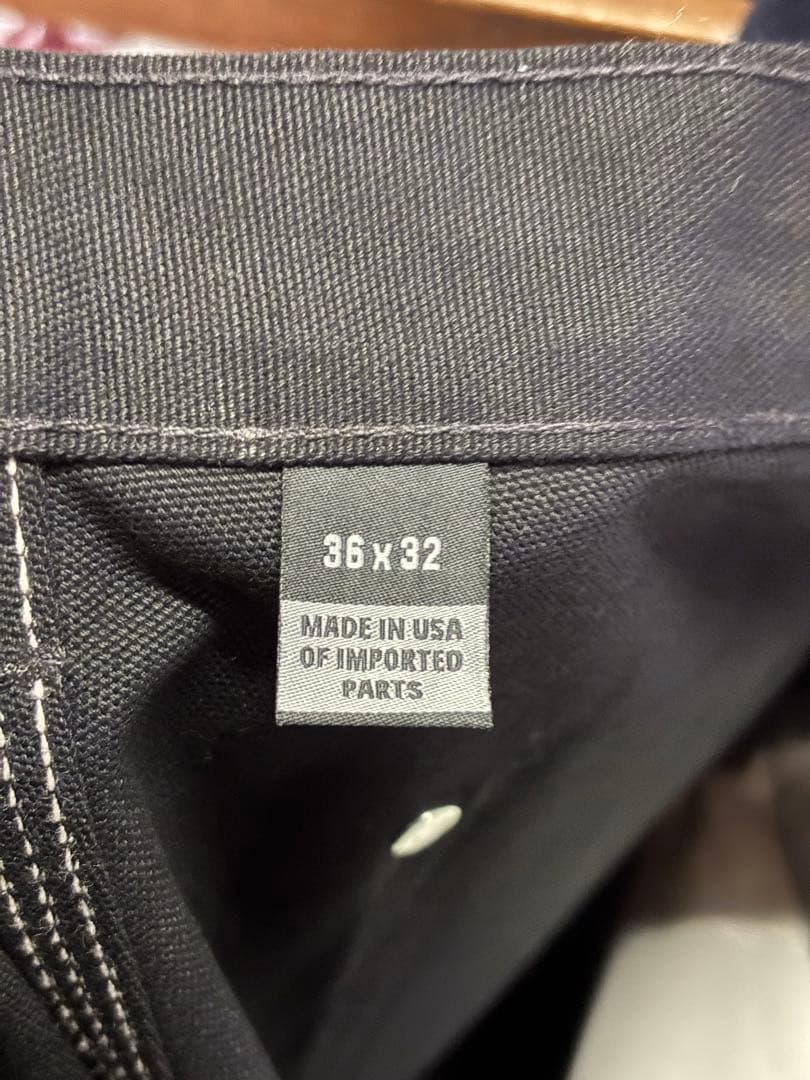 36 x 32
MADE IN USA
OF IMPORTED
PARTS